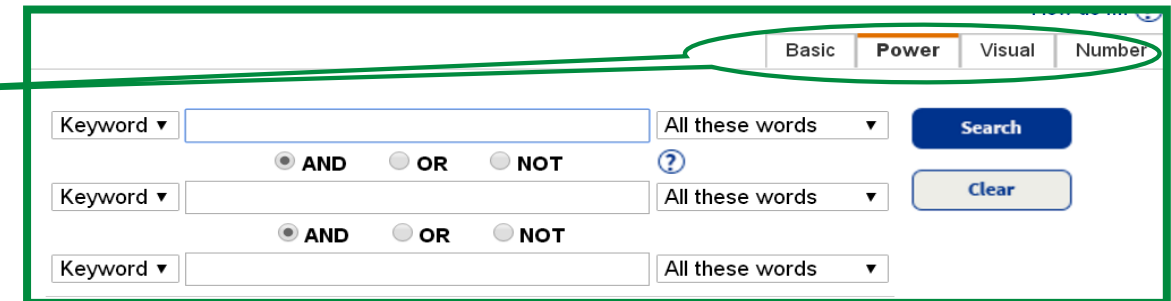 Basic Power Visual Number
Keyword ▼ All these words ▼ Search
AND OR NOT ?
Keyword ▼ All these words ▼ Clear
AND OR NOT
Keyword ▼ All these words ▼